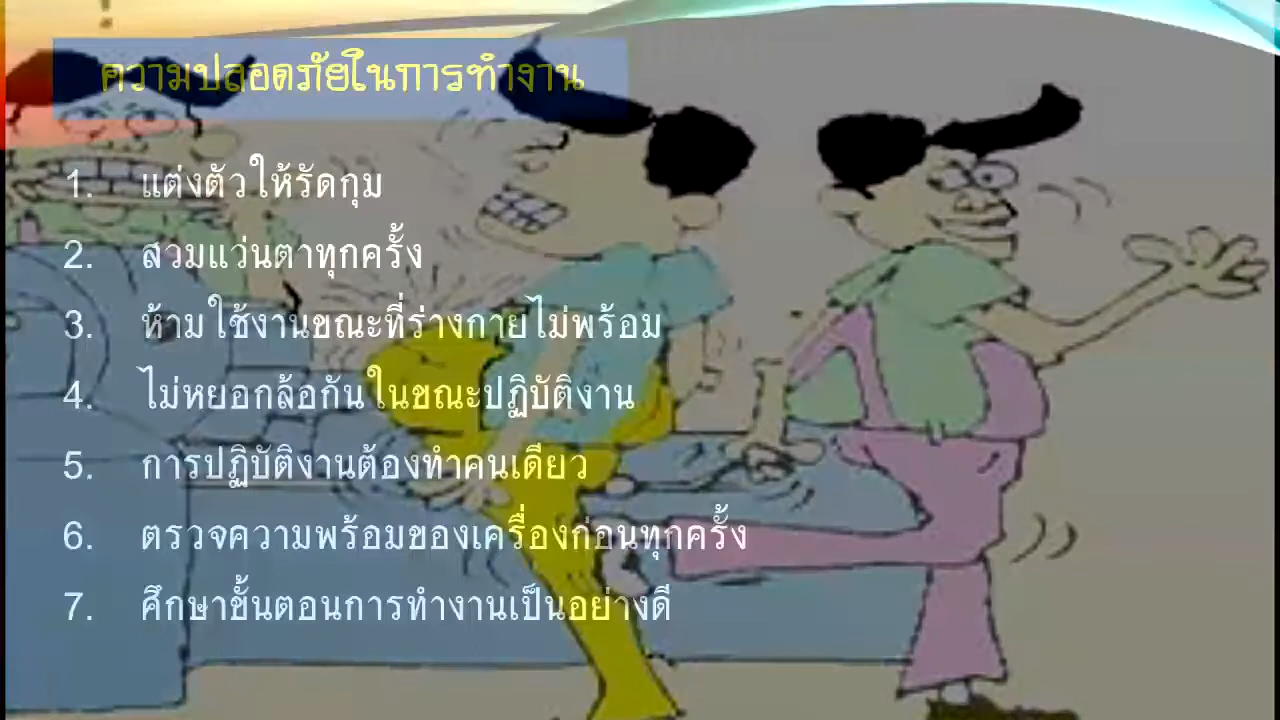 ความปลอดภัยในการทำงาน
1. แต่งตัวให้รัดกุม
2. สวมแว่นตาทุกครั้ง
3. ห้ามใช้งานขณะที่ร่างกายไม่พร้อม
4. ไม่หยอกล้อกันในขณะปฏิบัติงาน
5. การปฏิบัติงานต้องทำคนเดียว
6. ตรวจความพร้อมของเครื่องก่อนทุกครั้ง
7. ศึกษาขั้นตอนการทำงานเป็นอย่างดี